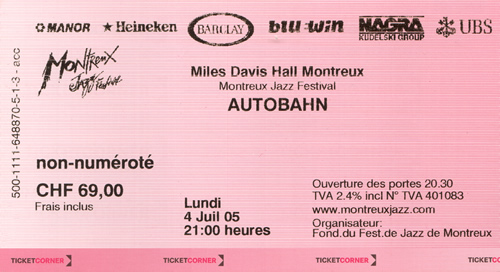 MANOR ★Heineken BARCLAY blu win NAGRA KUDELSKI GROUP UBS
MONTREUX Jazz Festival
Miles Davis Hall Montreux
Montreux Jazz Festival
AUTOBAHN
500-1111-648870-5-1-3 - acc
non-numéroté
CHF 69,00
Frais inclus
Lundi
4 Juil 05
21:00 heures
Ouverture des portes 20.30
TVA 2.4% incl N° TVA 401083
www.montreuxjazz.com
Organisateur:
Fond.du Fest.de Jazz de Montreux
TICKETCORNER TICKETCORNER TICKETCORNER